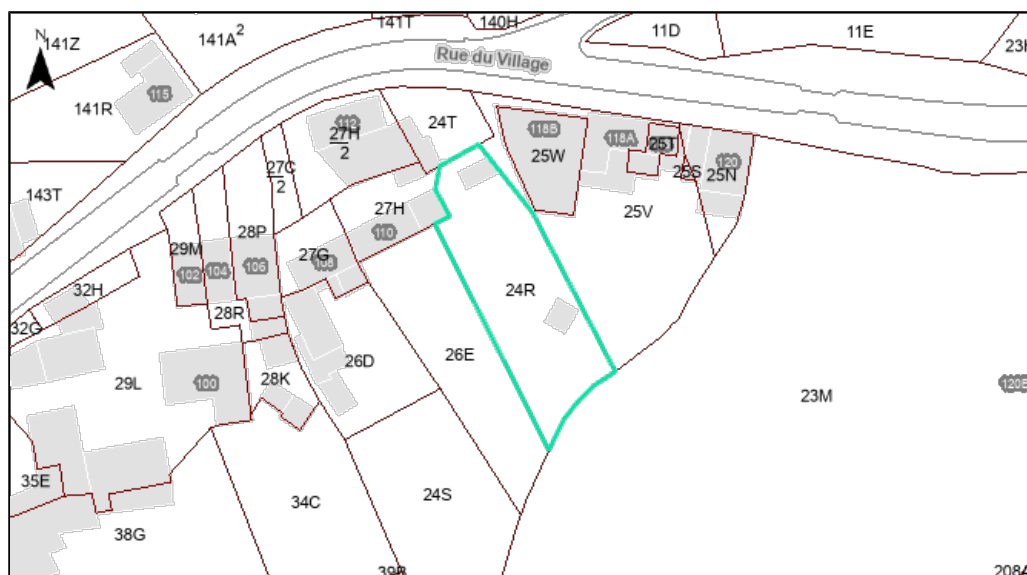 141T
140H
11D
11E
23H
141Z
141A²
N
Rue du Village
115
141R
112
24T
118B
118A
25T
27H
2
25W
25S
120
25N
27C
2
143T
27H
25V
28P
110
29M
27G
108
102
104
106
32H
24R
28R
32G
26E
26D
29L
100
28K
23M
120B
35E
34C
24S
38G
39B
208A